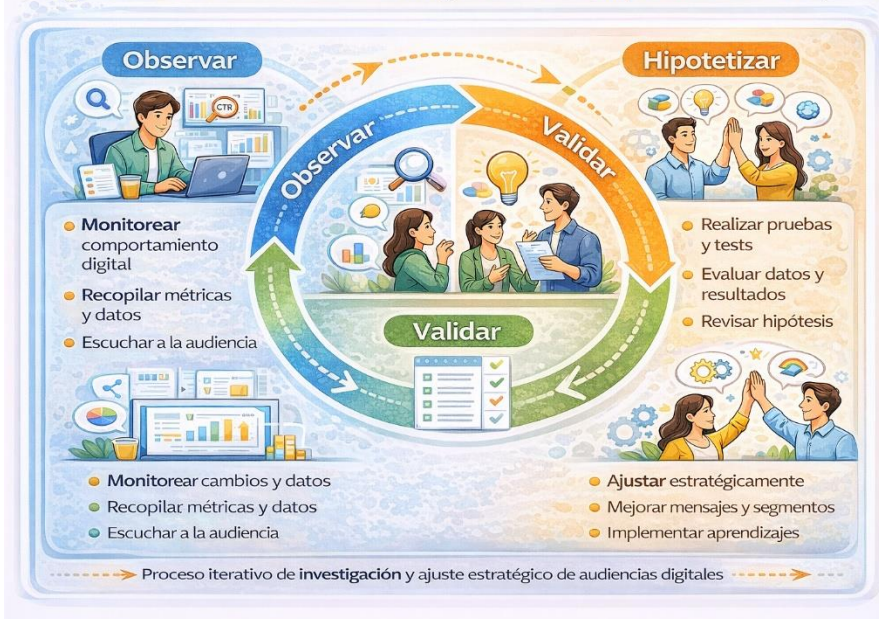 Observar
Hipotetizar
CTR
Observar
Validar
Monitorear
comportamiento
digital
Recopilar métricas
y datos
Escuchar a la audiencia
Realizar pruebas
y tests
Evaluar datos y
resultados
Revisar hipótesis
Validar
Monitorear cambios y datos
Recopilar métricas y datos
Escuchar a la audiencia
Ajustar estratégicamente
Mejorar mensajes y segmentos
Implementar aprendizajes
Proceso iterativo de investigación y ajuste estratégico de audiencias digitales